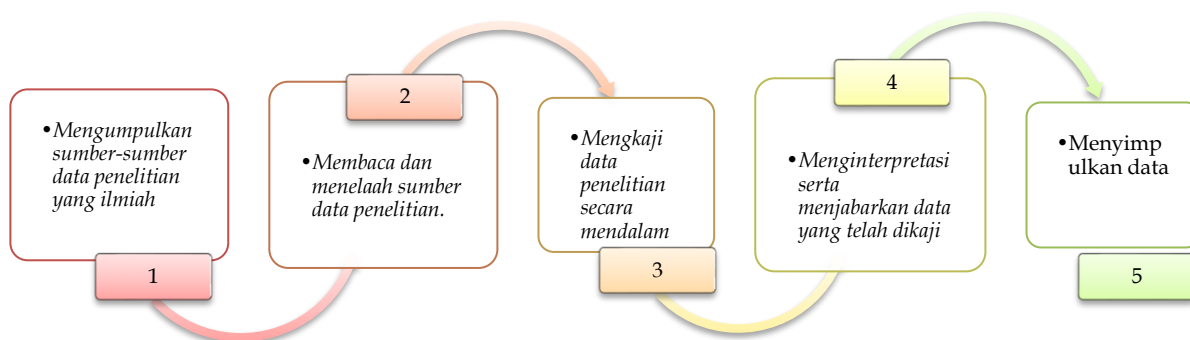 •Mengumpulkan
sumber-sumber
data penelitian
yang ilmiah
1
2
•Membaca dan
menelaah sumber
data penelitian.
•Mengkaji
data
penelitian
secara
mendalam
3
4
•Menginterpretasi
serta
menjabarkan data
yang telah dikaji
•Menyimp
ulkan data
5